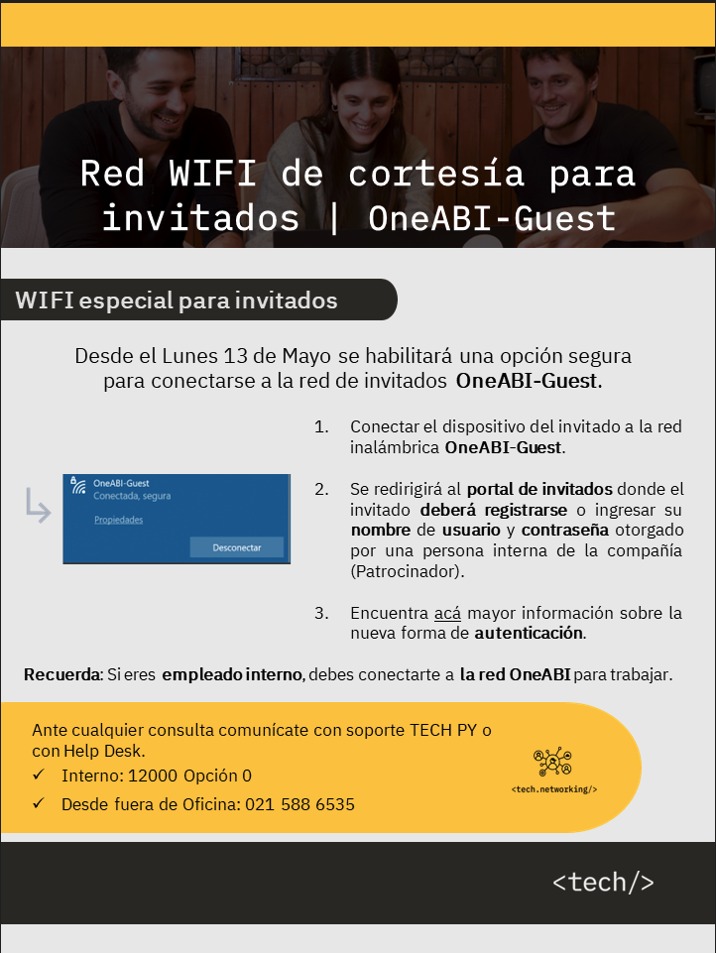 Red WIFI de cortesía para
invitados | OneABI-Guest
WIFI especial para invitados
Desde el Lunes 13 de Mayo se habilitará una opción segura
para conectarse a la red de invitados OneABI-Guest.
OneABI-Guest
Conectada, segura
Propiedades
Desconectar
1. Conectar el dispositivo del invitado a la red
inalámbrica OneABI-Guest.
2. Se redirigirá al portal de invitados donde el
invitado deberá registrarse o ingresar su
nombre de usuario y contraseña otorgado
por una persona interna de la compañía
(Patrocinador).
3. Encuentra acá mayor información sobre la
nueva forma de autenticación.
Recuerda: Si eres empleado interno, debes conectarte a la red OneABI para trabajar.
Ante cualquier consulta comunícate con soporte TECH PY o
con Help Desk.
✓ Interno: 12000 Opción 0
✓ Desde fuera de Oficina: 021 588 6535
<tech.networking/>
<tech/>